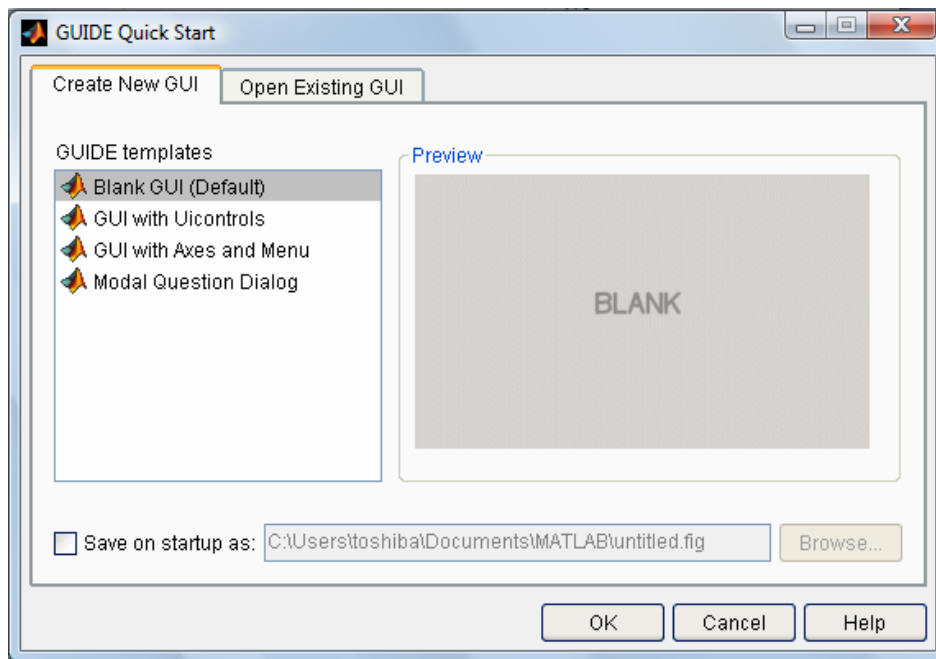 GUIDE Quick Start
Create New GUI
Open Existing GUI
GUIDE templates
Blank GUI (Default)
GUI with Uicontrols
GUI with Axes and Menu
Modal Question Dialog
Preview
BLANK
Save on startup as:
C:\Users\toshiba\Documents\MATLAB\untitled.fig
Browse...
OK
Cancel
Help